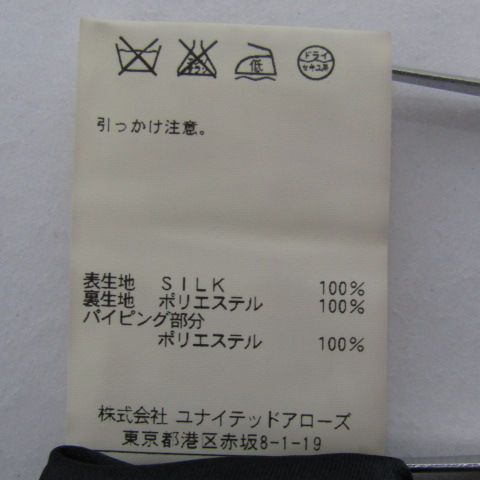 低 ドライ セキユ系
引っかけ注意。
表生地 SILK 100%
裏生地 ポリエステル 100%
パイピング部分
ポリエステル 100%
株式会社 ユナイテッドアローズ
東京都港区赤坂8-1-19